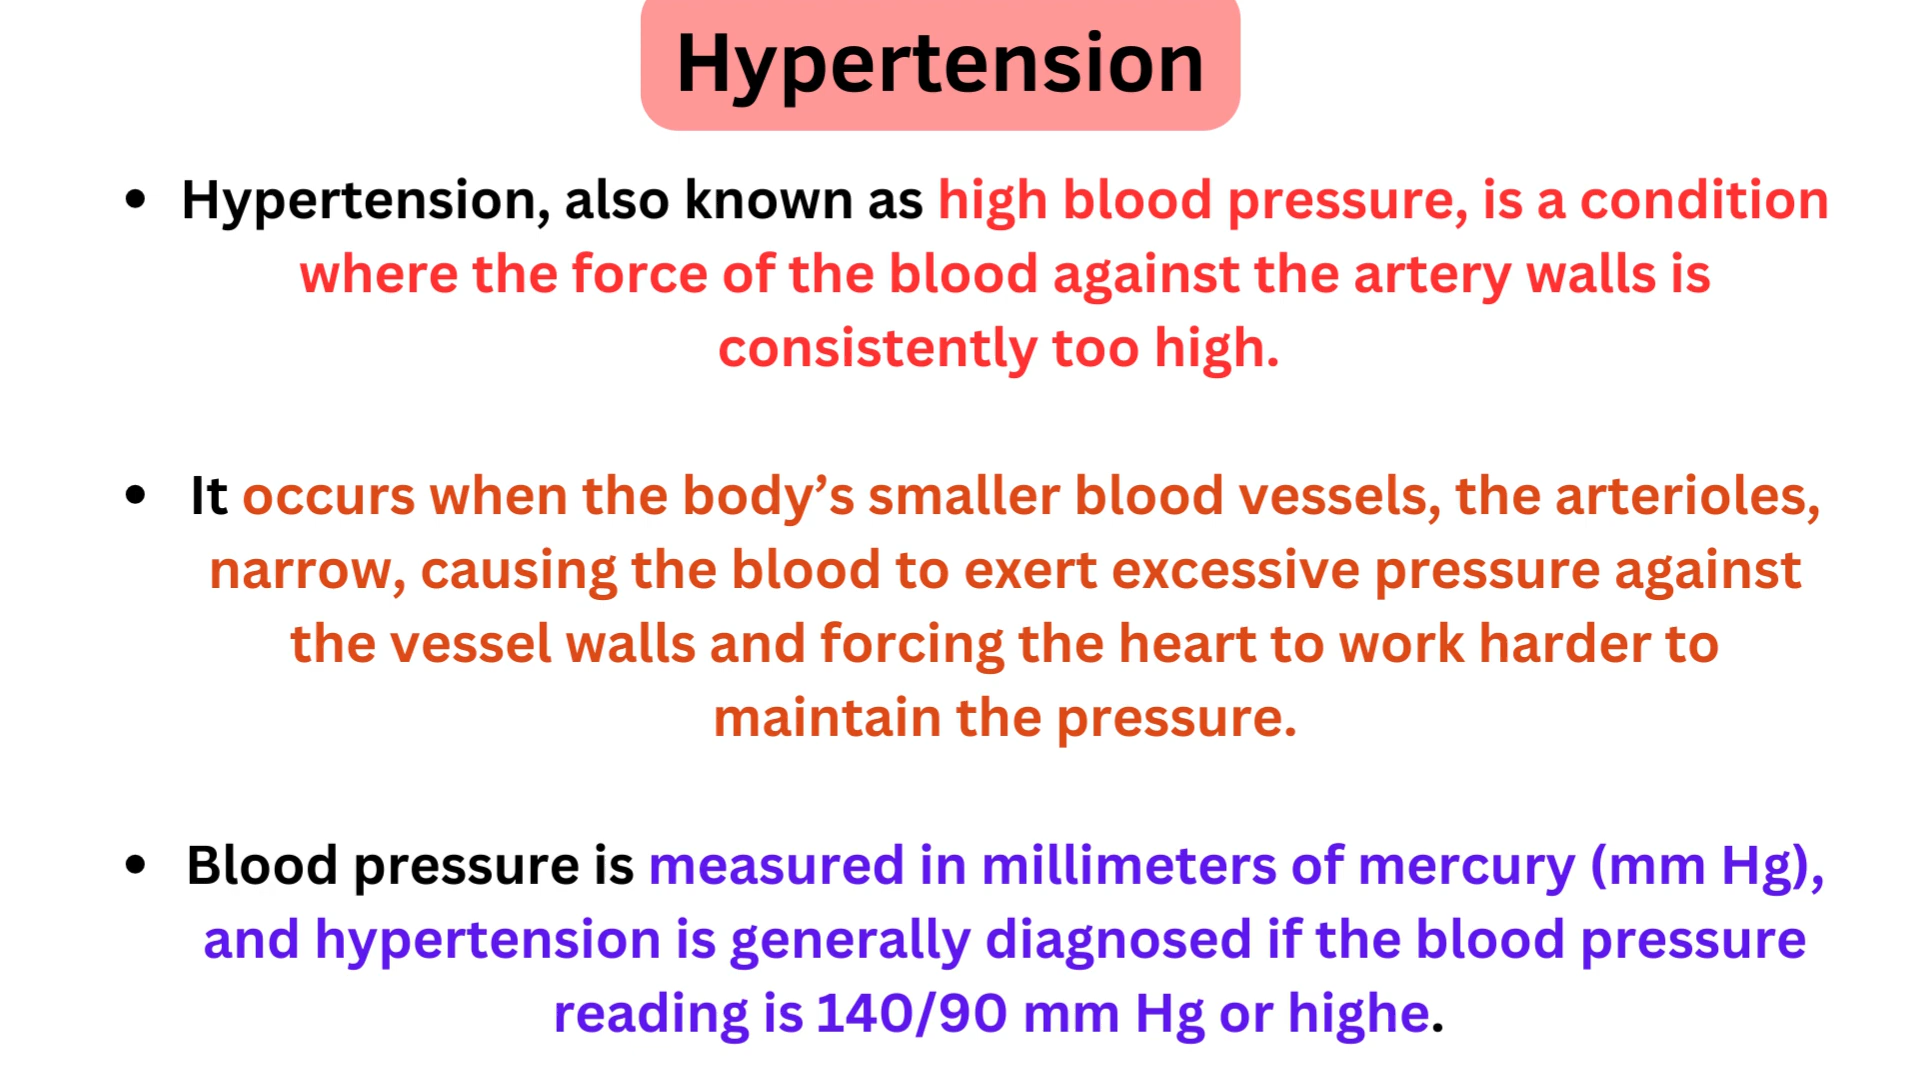 Hypertension
• Hypertension, also known as high blood pressure, is a condition
where the force of the blood against the artery walls is
consistently too high.
• It occurs when the body’s smaller blood vessels, the arterioles,
narrow, causing the blood to exert excessive pressure against
the vessel walls and forcing the heart to work harder to
maintain the pressure.
• Blood pressure is measured in millimeters of mercury (mm Hg),
and hypertension is generally diagnosed if the blood pressure
reading is 140/90 mm Hg or highe.